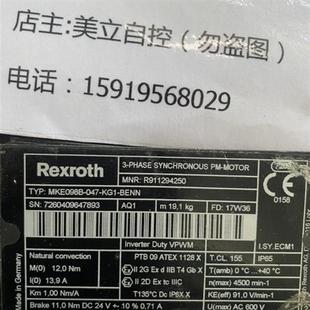 店主:美立自控(勿盗图)
电话:15919568029
Rexroth
3-PHASE SYNCHRONOUS PM-MOTOR
MNR: R911294250
TYP: MKE098B-047-KG1-BENN
SN: 7260409647893 AQ1 m 19,1 kg FD: 17W36
0158
Made in Germany
Inverter Duty VPWM
I.SY.ECM1
Natural convection PTB 09 ATEX 1128 X T.CL 155 IP65
M(0) 12,0 Nm II 2G Ex d IIB T4 Gb X T(amb) 0 °C ... +40 °C
I(0) 13,9 A II 2D Ex tb IIIC n(max) 4500 min-1
Km 1,00 Nm/A T135°C Dc IP6X X KE(eff) 91,0 V/min-1
Brake 11,0 Nm DC 24 V +/- 10 % 0,71 A U(max) AC 600 V